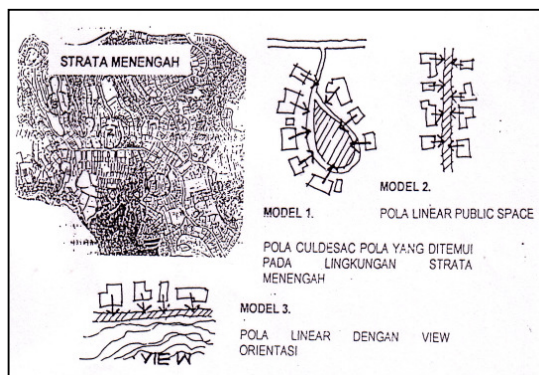 STRATA MENENGAH
MODEL 1.
MODEL 2.
POLA LINEAR PUBLIC SPACE
POLA CULDESAC POLA YANG DITEMUI
PADA LINGKUNGAN STRATA
MENENGAH
MODEL 3.
POLA LINEAR DENGAN VIEW
ORIENTASI
VIEW